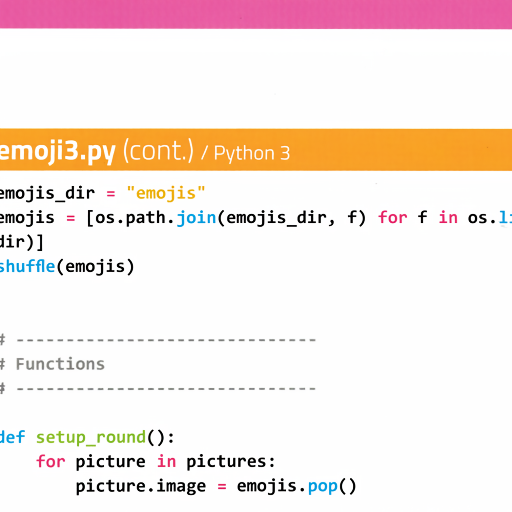 emoji3.py (cont.) / Python 3
emojis_dir = "emojis"
emojis = [os.path.join(emojis_dir, f) for f in os.li
dir)]
shuffle(emojis)
# ------------------------------
# Functions
# ------------------------------
def setup_round():
    for picture in pictures:
        picture.image = emojis.pop()